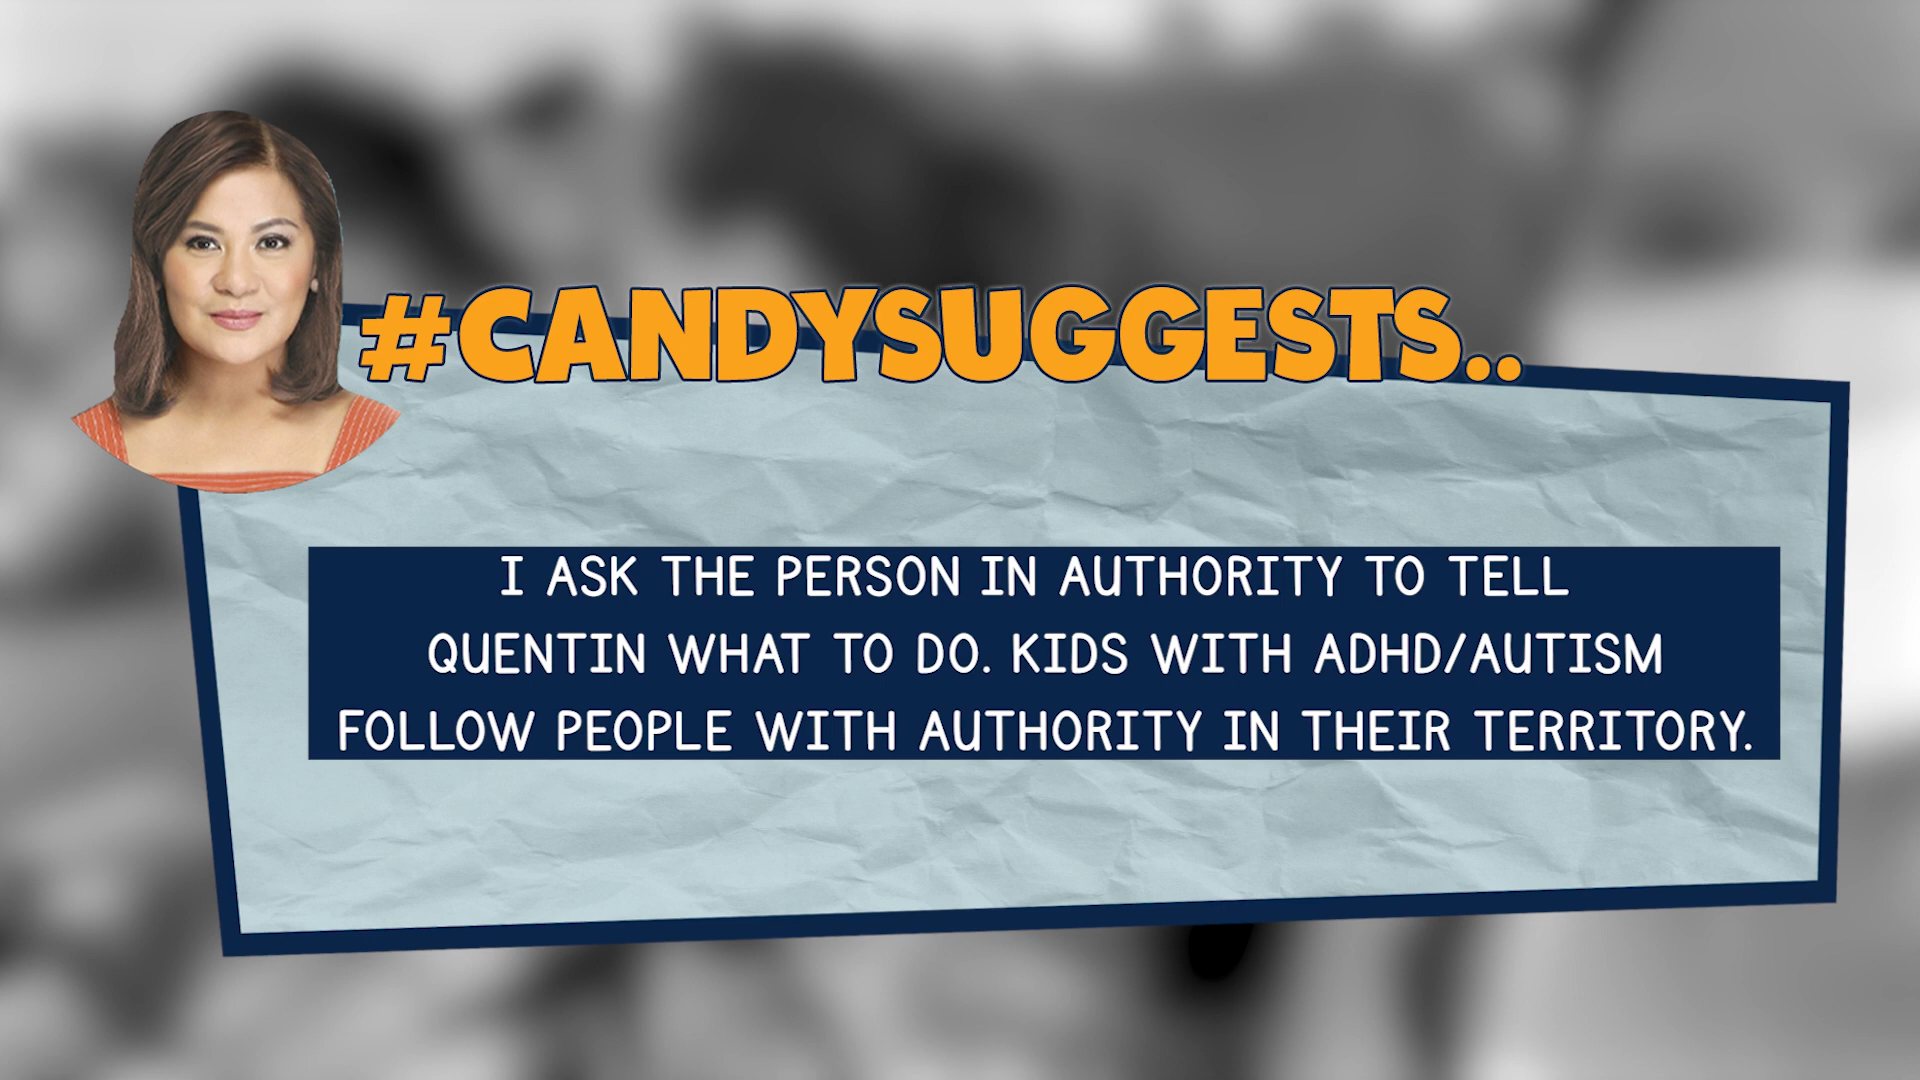 #CANDYSUGGESTS..
I ASK THE PERSON IN AUTHORITY TO TELL
QUENTIN WHAT TO DO. KIDS WITH ADHD/AUTISM
FOLLOW PEOPLE WITH AUTHORITY IN THEIR TERRITORY.